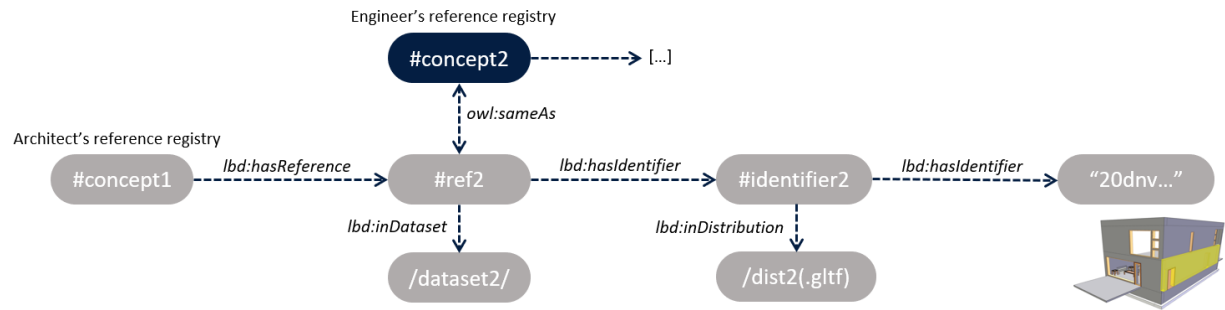 Engineer's reference registry
#concept2
[...]
owl:sameAs
Architect's reference registry
#concept1
lbd:hasReference
#ref2
lbd:hasIdentifier
#identifier2
lbd:hasIdentifier
“20dnv...”
lbd:inDataset
lbd:inDistribution
/dataset2/
/dist2(.gltf)